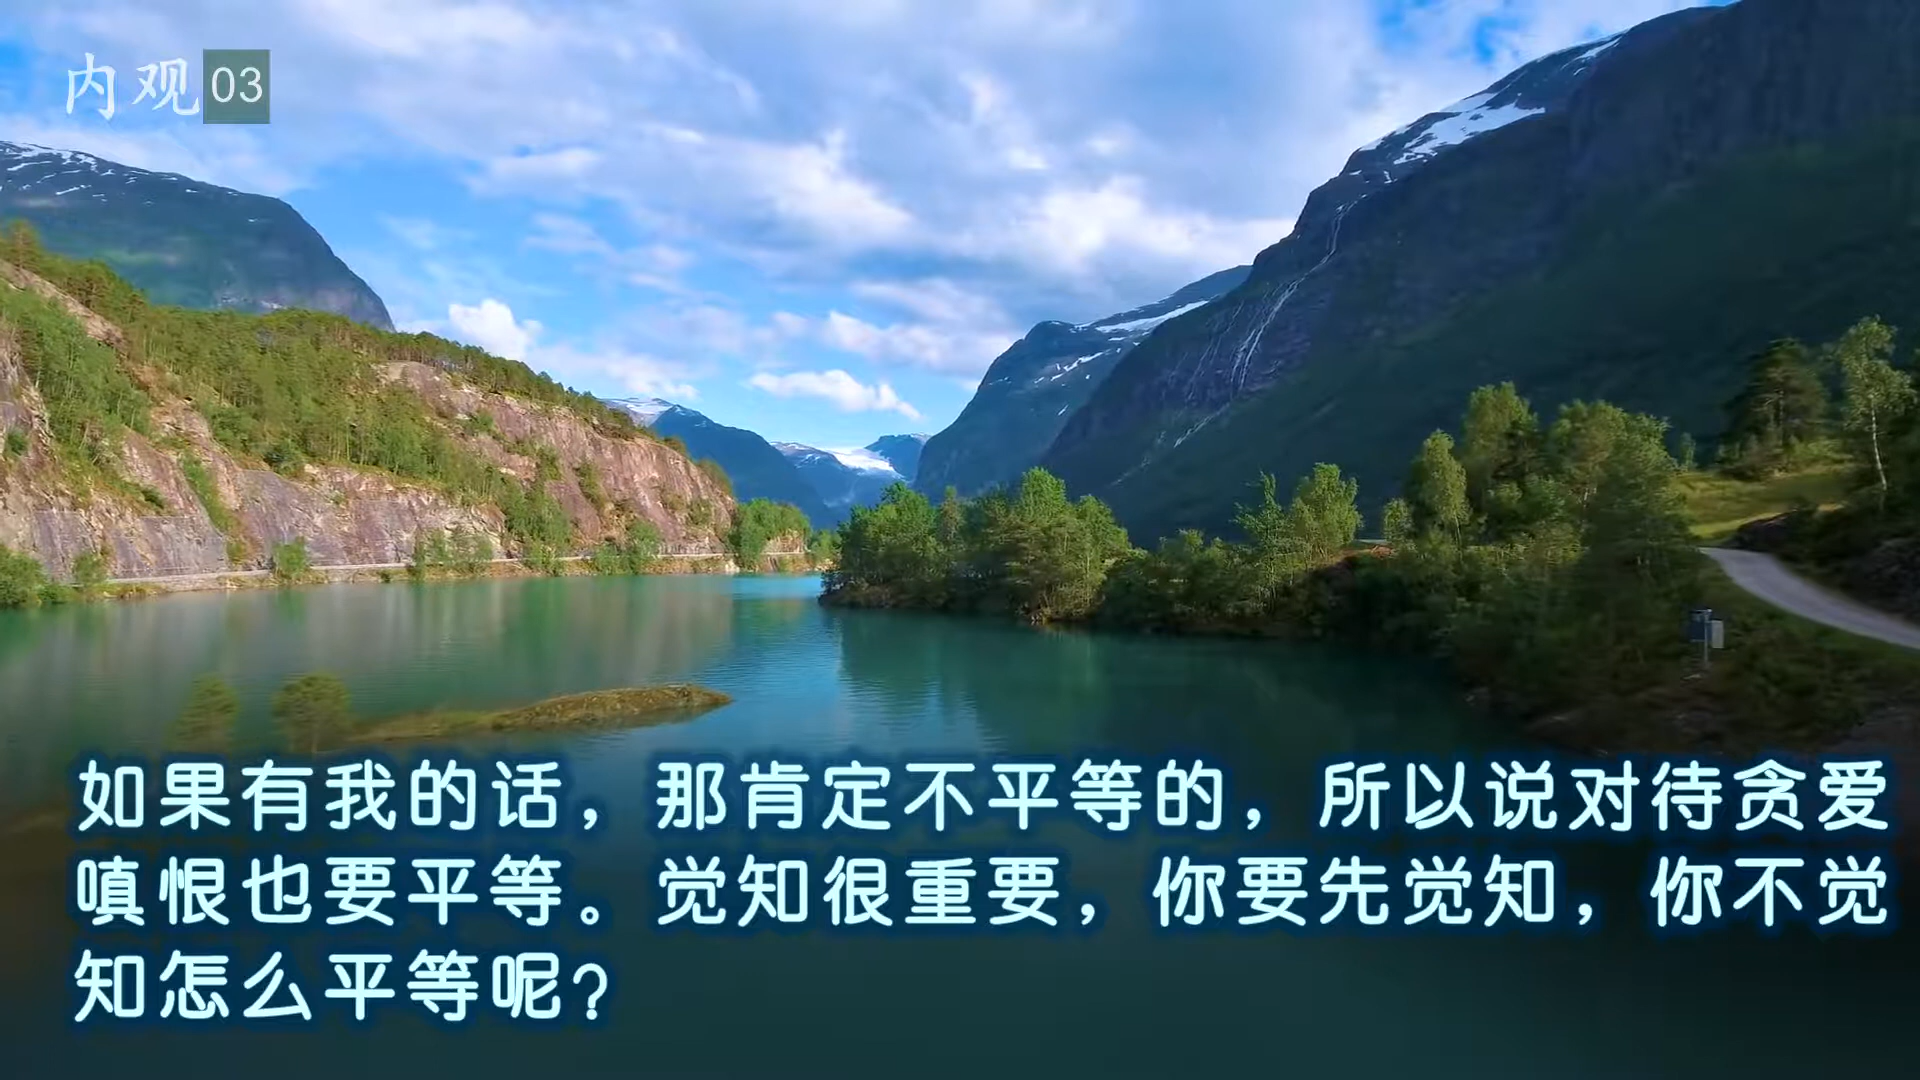 内观03
如果有我的话，那肯定不平等的，所以说对待贪爱
嗔恨也要平等。觉知很重要，你要先觉知，你不觉
知怎么平等呢？